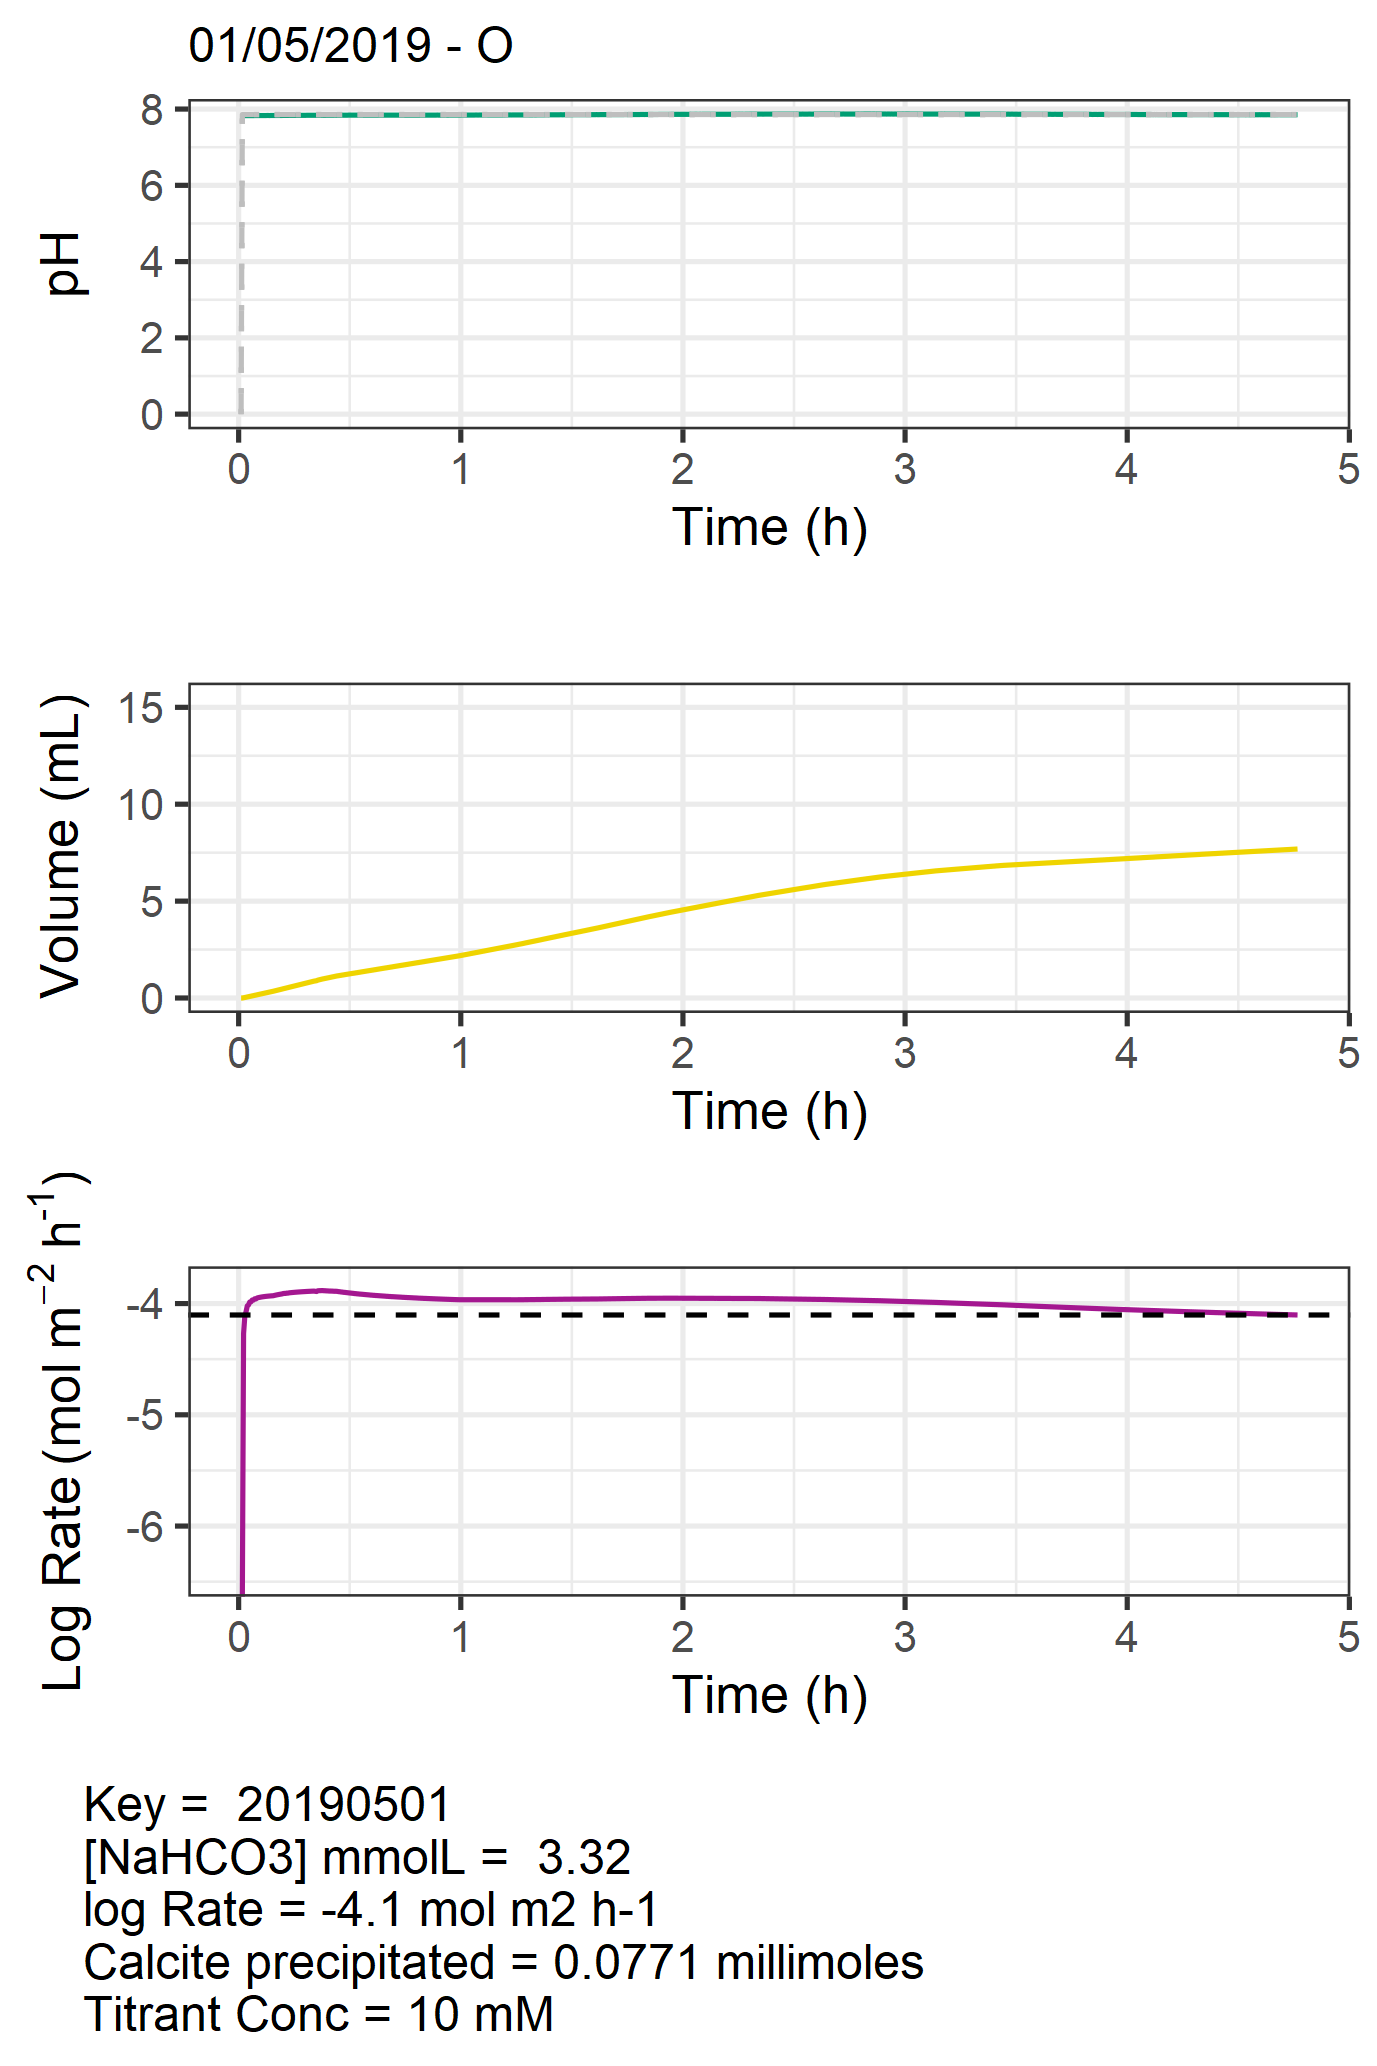 01/05/2019 - O
8
6
4
2
0
pH
0 1 2 3 4 5
Time (h)
15
10
5
0
Volume (mL)
0 1 2 3 4 5
Time (h)
-4
-5
-6
Log Rate (mol m⁻² h⁻¹)
0 1 2 3 4 5
Time (h)
Key =  20190501
[NaHCO3] mmolL =  3.32
log Rate = -4.1 mol m2 h-1
Calcite precipitated = 0.0771 millimoles
Titrant Conc = 10 mM